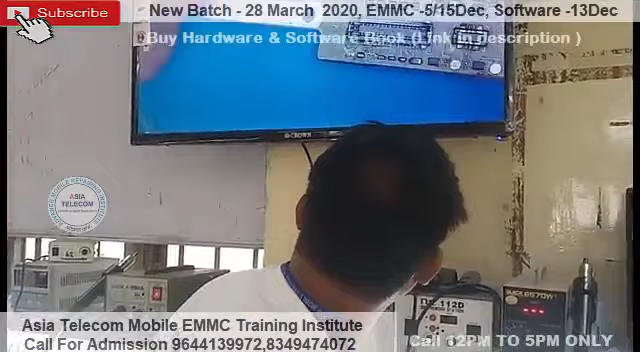 Subscribe
New Batch - 28 March 2020, EMMC -5/15Dec, Software -13Dec
Buy Hardware & Software Book (Link in description )
CROWN
ASIA
TELECOM
Asia Telecom Mobile EMMC Training Institute
Call For Admission 9644139972,8349474072
Call 12PM TO 5PM ONLY